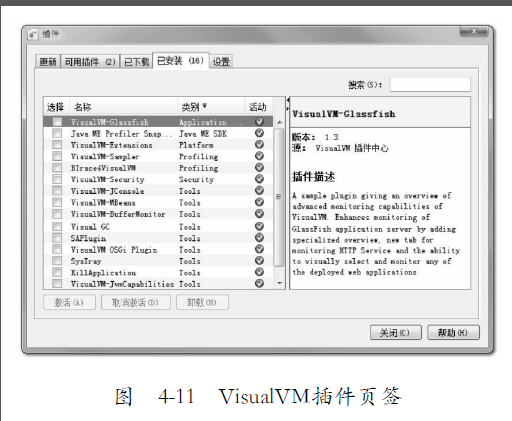 插件
更新 可用插件 (2) 已下载 已安装 (16) 设置
搜索(S):
选择 名称 类别 活动
VisualVM-Glassfish Application ...
Java ME Profiler Snap... Java ME SDK
VisualVM-Extensions Platform
VisualVM-Sampler Profiling
BTrace4VisualVM Profiling
VisualVM-Security Security
VisualVM-JConsole Tools
VisualVM-MBeans Tools
VisualVM-BufferMonitor Tools
Visual GC Tools
SAPlugin Tools
VisualVM OSGi Plugin Tools
SysTray Tools
KillApplication Tools
VisualVM-JvmCapabilities Tools
激活(A) 取消激活(D) 卸载(U)
VisualVM-Glassfish
版本: 1.3
源: VisualVM 插件中心
插件描述
A sample plugin giving an overview of
advanced monitoring capabilities of
VisualVM. Enhances monitoring of
GlassFish application server by adding
specialized overview, new tab for
monitoring HTTP Service and the ability
to visually select and monitor any of
the deployed web applications
关闭(C) 帮助(H)
图 4-11 VisualVM插件页签